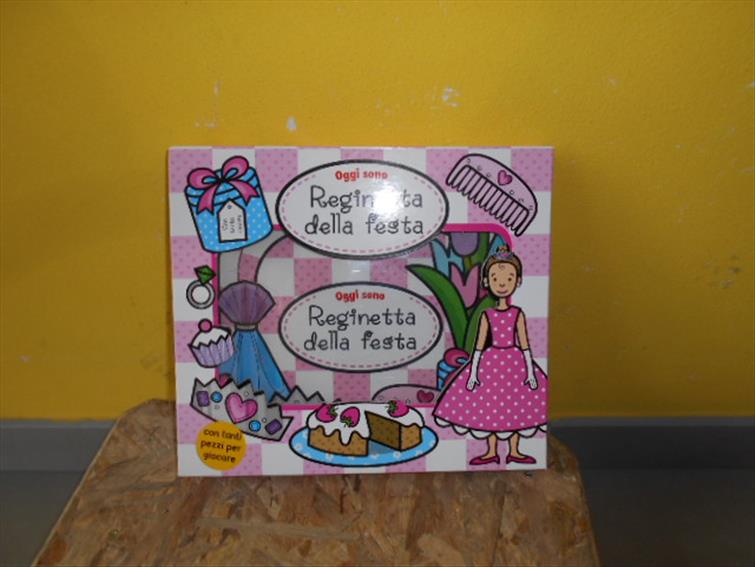 Oggi sono
Reginetta
della festa
Oggi sono
Reginetta
della festa
con tanti
pezzi per
giocare